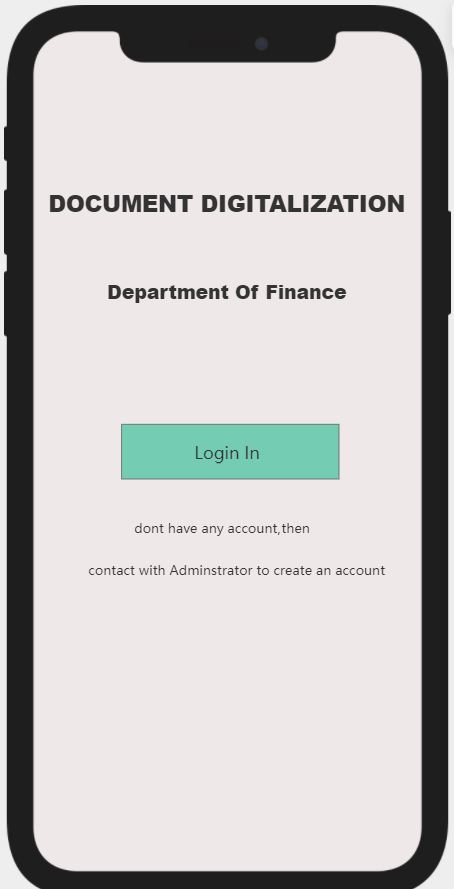 DOCUMENT DIGITALIZATION
Department Of Finance
Login In
dont have any account,then
contact with Adminstrator to create an account